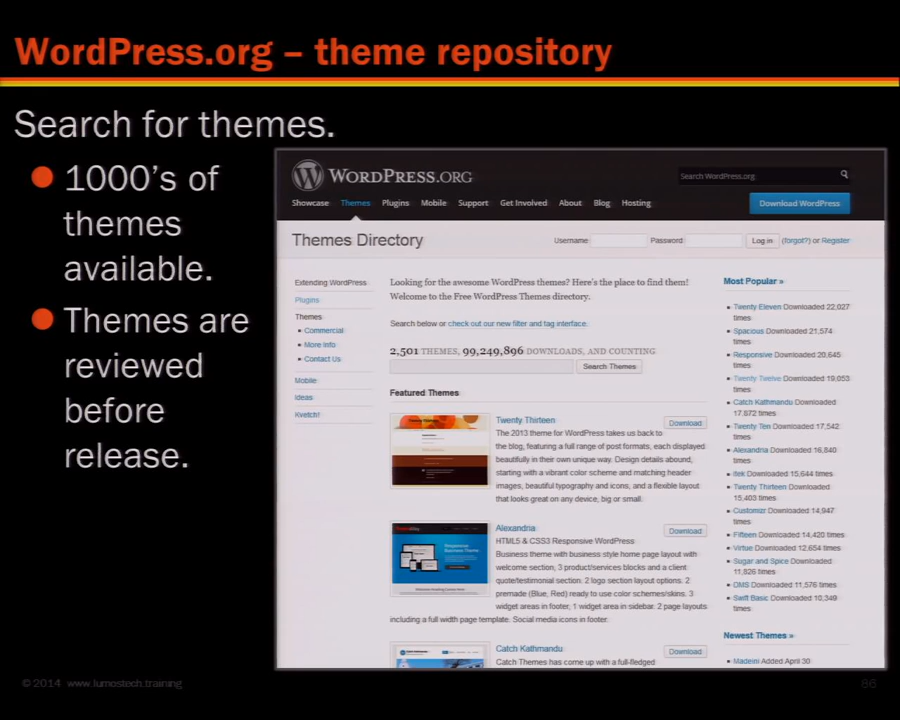 WordPress.org – theme repository
Search for themes.
1000's of
themes
available.
Themes are
reviewed
before
release.
WORDPRESS.ORG
Search WordPress.org
Showcase Themes Plugins Mobile Support Get Involved About Blog Hosting
Download WordPress
Themes Directory
Username Password Log in (forgot?) or Register
Extending WordPress
Plugins
Themes
Commercial
More Info
Contact Us
Mobile
Ideas
Kvetch!
Looking for the awesome WordPress themes? Here's the place to find them!
Welcome to the Free WordPress Themes directory.
Search below or check out our new filter and tag interface.
2,501 THEMES, 99,249,896 DOWNLOADS, AND COUNTING
Search Themes
Featured Themes
Twenty Thirteen
Download
The 2013 theme for WordPress takes us back to
the blog, featuring a full range of post formats, each displayed
beautifully in their own unique way. Design details abound,
starting with a vibrant color scheme and matching header
images, beautiful typography and icons, and a flexible layout
that looks great on any device, big or small.
Alexandria
Download
HTML5 & CSS3 Responsive WordPress
Business theme with business style home page layout with
welcome section, 3 product/services blocks and a client
quote/testimonial section. 2 logo section layout options. 2
premade (Blue, Red) ready to use color schemes/skins. 3
widget areas in footer, 1 widget area in sidebar. 2 page layouts
including a full width page template. Social media icons in footer.
Catch Kathmandu
Download
Catch Themes has come up with a full-fledged
Most Popular »
Twenty Eleven Downloaded 22,027
times
Spacious Downloaded 21,574
times
Responsive Downloaded 20,645
times
Twenty Twelve Downloaded 19,053
times
Catch Kathmandu Downloaded
17,872 times
Twenty Ten Downloaded 17,542
times
Alexandria Downloaded 16,840
times
Itek Downloaded 15,644 times
Twenty Thirteen Downloaded
15,403 times
Customizr Downloaded 14,947
times
Fifteen Downloaded 14,420 times
Virtue Downloaded 12,654 times
Sugar and Spice Downloaded
11,826 times
OMS Downloaded 11,576 times
Swift Basic Downloaded 10,349
times
Newest Themes »
Madeini Added April 30
© 2014 www.lumostech.training
86